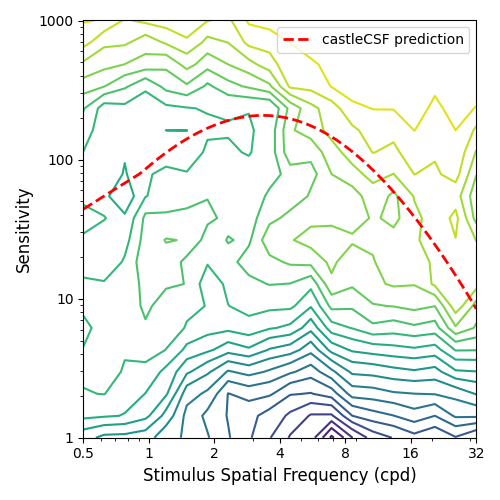 castleCSF prediction
Sensitivity
1000
100
10
1
0.5 1 2 4 8 16 32
Stimulus Spatial Frequency (cpd)